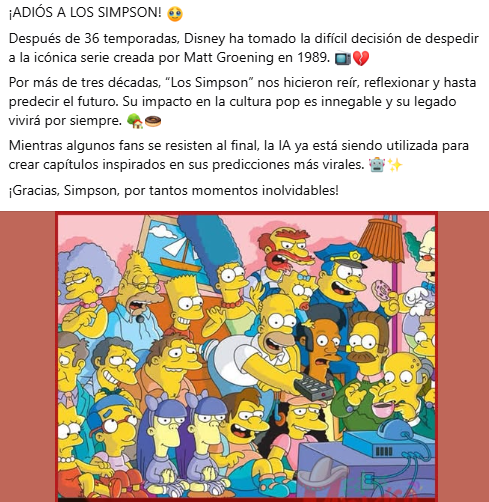 ¡ADIÓS A LOS SIMPSON! 🥹
Después de 36 temporadas, Disney ha tomado la difícil decisión de despedir
a la icónica serie creada por Matt Groening en 1989. 📺💔
Por más de tres décadas, “Los Simpson” nos hicieron reír, reflexionar y hasta
predecir el futuro. Su impacto en la cultura pop es innegable y su legado
vivirá por siempre. 🏡🍩
Mientras algunos fans se resisten al final, la IA ya está siendo utilizada para
crear capítulos inspirados en sus predicciones más virales. 🤖✨
¡Gracias, Simpson, por tantos momentos inolvidables!